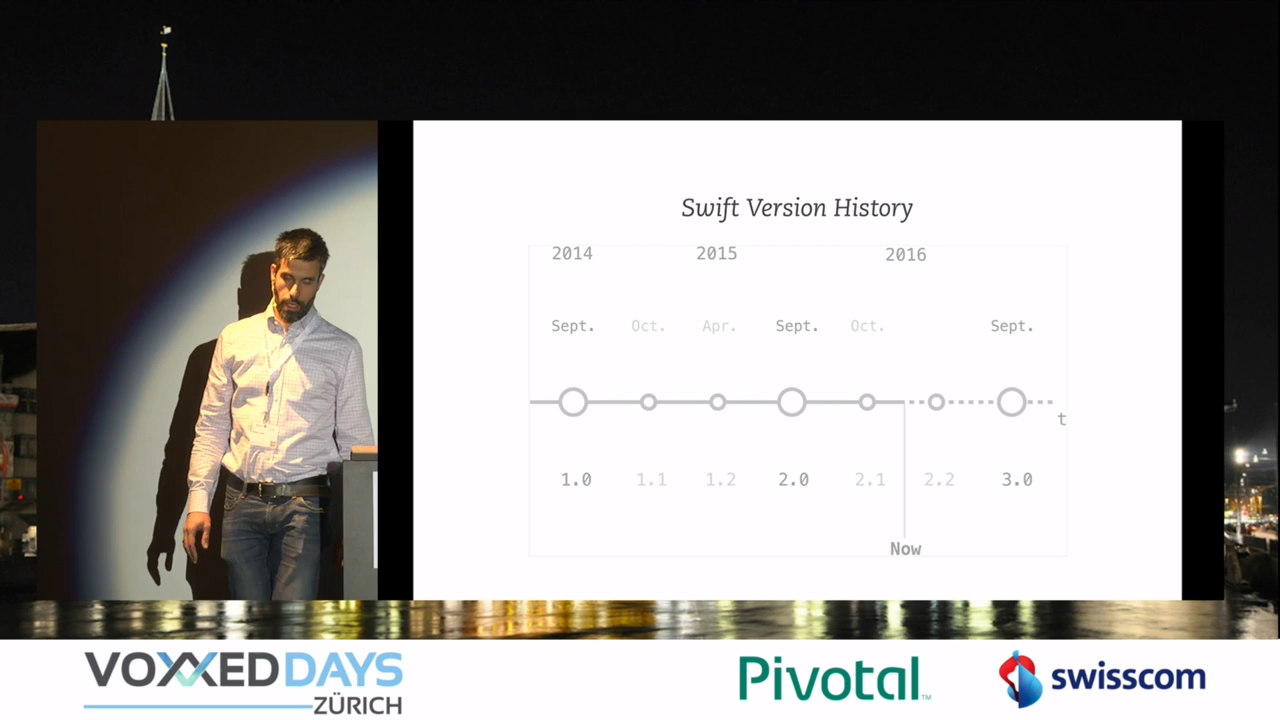 Swift Version History
2014 2015 2016
Sept. Oct. Apr. Sept. Oct. Sept.
t
1.0 1.1 1.2 2.0 2.1 2.2 3.0
Now
VOXXED DAYS
ZÜRICH
Pivotal™
swisscom